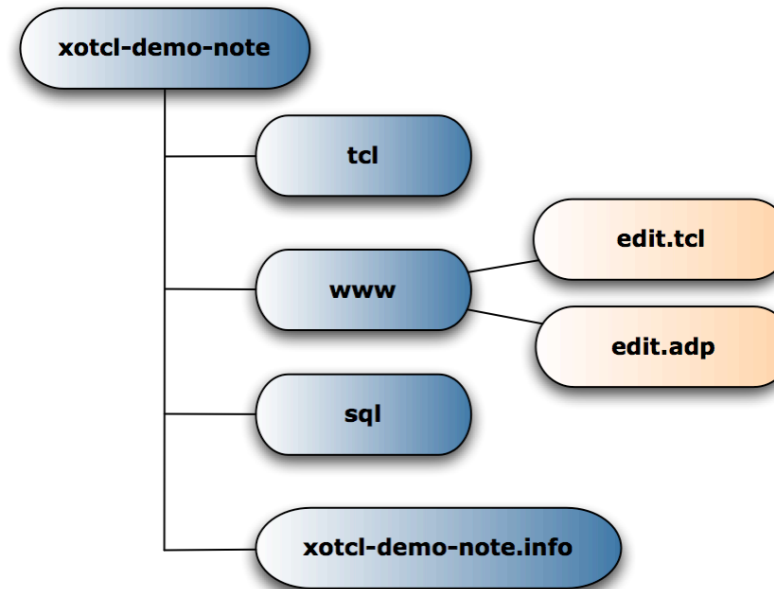 xotcl-demo-note
tcl
www
edit.tcl
edit.adp
sql
xotcl-demo-note.info